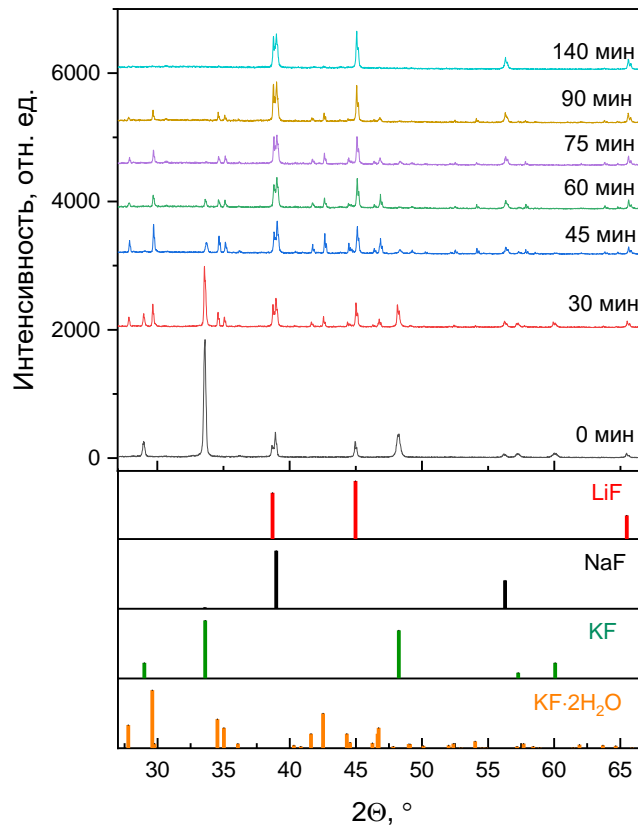 Интенсивность, отн. ед.
6000
4000
2000
0
140 мин
90 мин
75 мин
60 мин
45 мин
30 мин
0 мин
LiF
NaF
KF
KF·2H₂O
30 35 40 45 50 55 60 65
2Θ, °